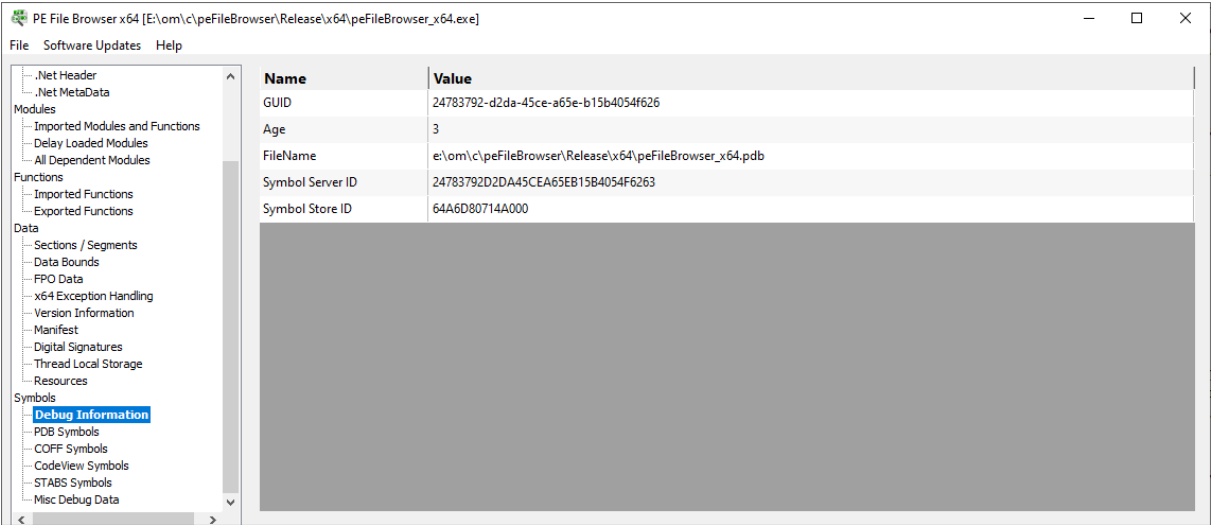 PE File Browser x64 [E:\om\c\peFileBrowser\Release\x64\peFileBrowser_x64.exe]
File Software Updates Help
.Net Header
.Net MetaData
Modules
Imported Modules and Functions
Delay Loaded Modules
All Dependent Modules
Functions
Imported Functions
Exported Functions
Data
Sections / Segments
Data Bounds
FPO Data
x64 Exception Handling
Version Information
Manifest
Digital Signatures
Thread Local Storage
Resources
Symbols
Debug Information
PDB Symbols
COFF Symbols
CodeView Symbols
STABS Symbols
Misc Debug Data
Name Value
GUID 24783792-d2da-45ce-a65e-b15b4054f626
Age 3
FileName e:\om\c\peFileBrowser\Release\x64\peFileBrowser_x64.pdb
Symbol Server ID 24783792D2DA45CEA65EB15B4054F6263
Symbol Store ID 64A6D80714A000